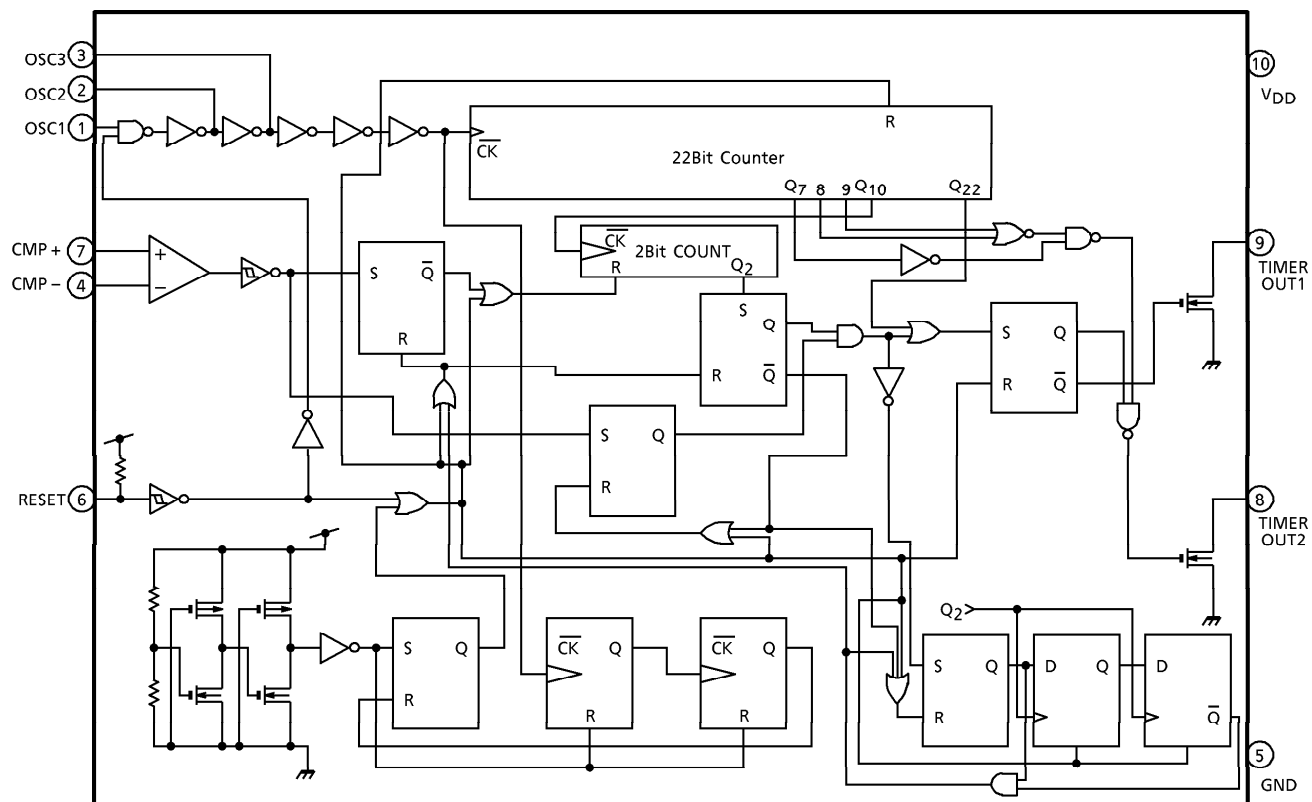 OSC3 3
OSC2 2
OSC1 1
10
VDD
R
CK
22Bit Counter
Q7 8 9 Q10 Q22
CMP + 7
CMP − 4
+
−
S Q̅
R
CK
2Bit COUNT
R Q2
S
Q
R Q̅
S Q
R Q̅
9
TIMER
OUT1
S Q
R
RESET 6
8
TIMER
OUT2
Q2
S Q
R
CK Q
R
CK Q
R
S Q
R
D Q
D
Q̅
5
GND